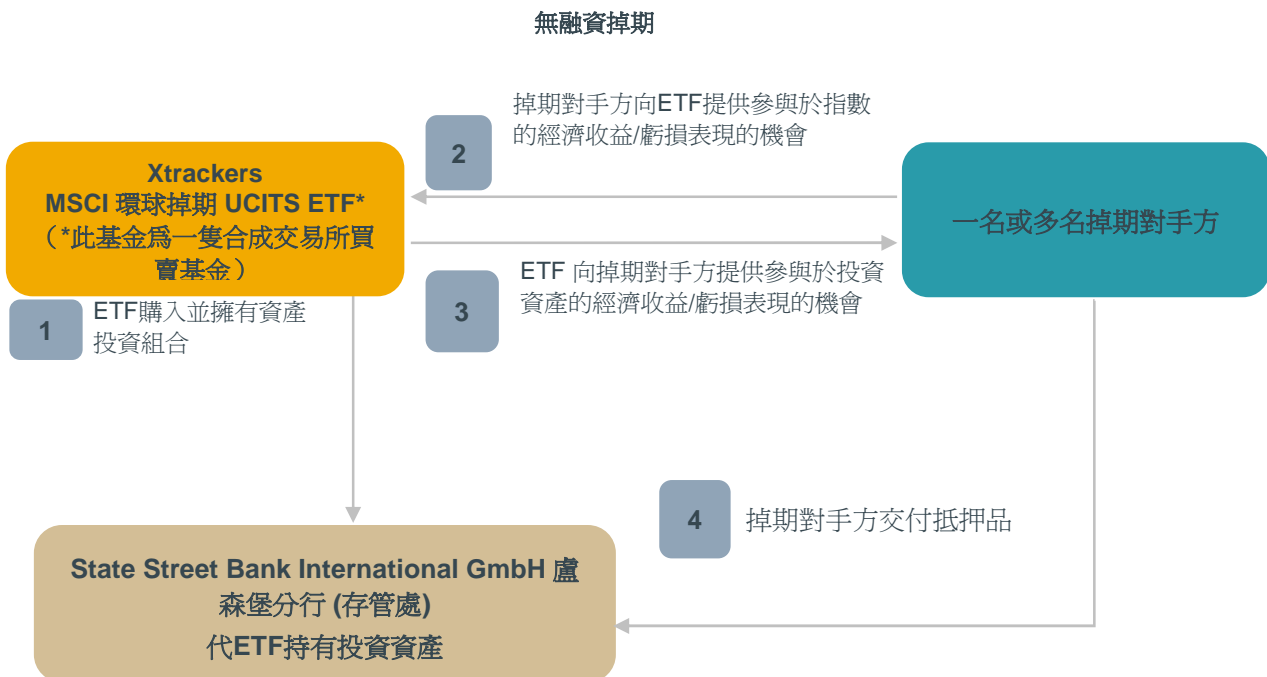 無融資掉期
掉期對手方向ETF提供參與於指數
的經濟收益/虧損表現的機會
2
Xtrackers
MSCI 環球掉期 UCITS ETF*
（*此基金爲一隻合成交易所買
賣基金）
一名或多名掉期對手方
ETF 向掉期對手方提供參與於投資
資產的經濟收益/虧損表現的機會
3
1
ETF購入並擁有資產
投資組合
4
掉期對手方交付抵押品
State Street Bank International GmbH 盧
森堡分行 (存管處)
代ETF持有投資資產